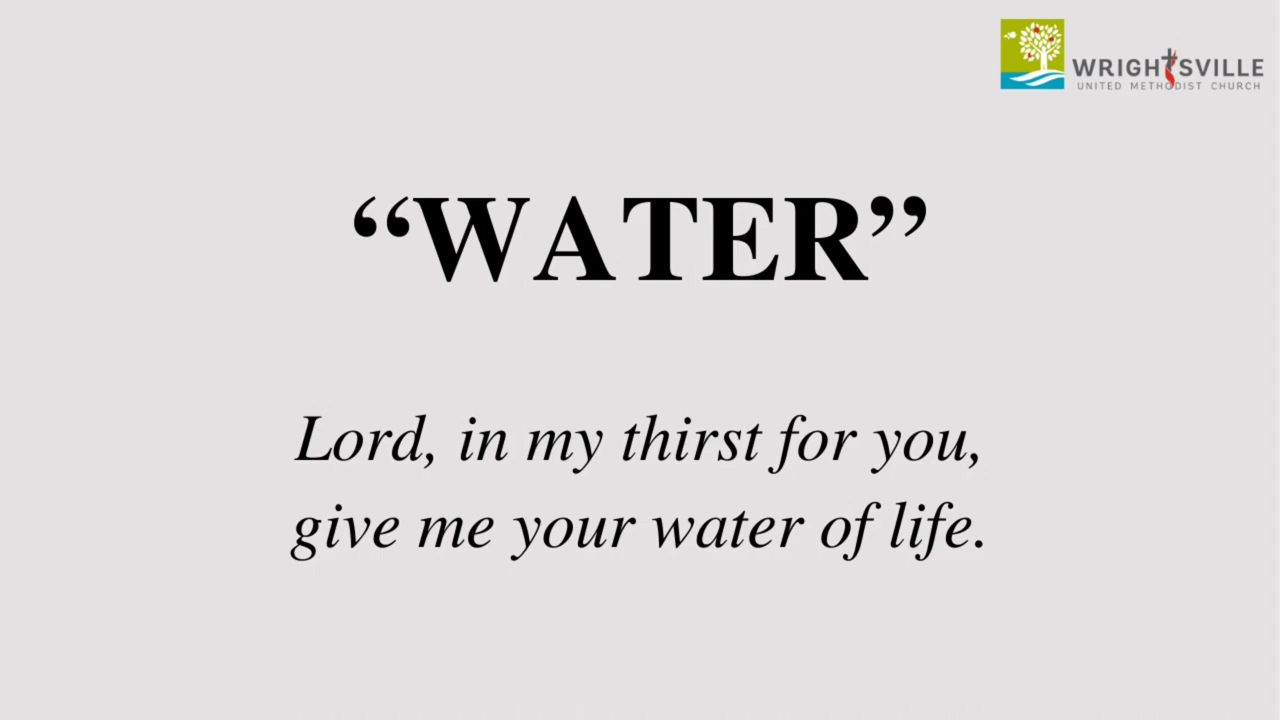 WRIGHTSVILLE
UNITED METHODIST CHURCH
“WATER”
Lord, in my thirst for you,
give me your water of life.